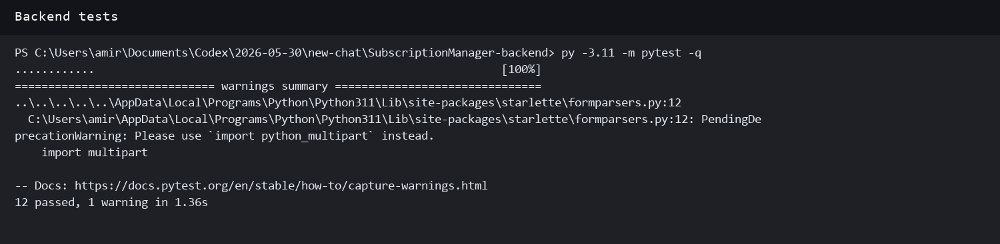 Backend tests
PS C:\Users\amir\Documents\Codex\2026-05-30\new-chat\SubscriptionManager-backend> py -3.11 -m pytest -q
............                                                             [100%]
============================== warnings summary ===============================
..\..\..\..\..\AppData\Local\Programs\Python\Python311\Lib\site-packages\starlette\formparsers.py:12
  C:\Users\amir\AppData\Local\Programs\Python\Python311\Lib\site-packages\starlette\formparsers.py:12: PendingDe
precationWarning: Please use `import python_multipart` instead.
    import multipart

-- Docs: https://docs.pytest.org/en/stable/how-to/capture-warnings.html
12 passed, 1 warning in 1.36s